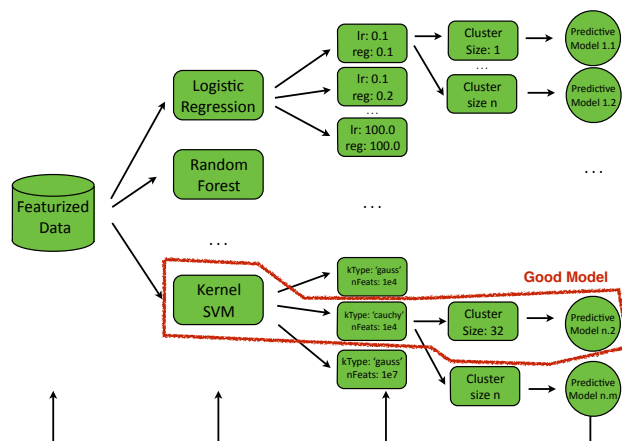 lr: 0.1
reg: 0.1
Cluster
Size: 1
Predictive
Model 1.1
...
Logistic
Regression
lr: 0.1
reg: 0.2
Cluster
size n
Predictive
Model 1.2
...
lr: 100.0
reg: 100.0
Random
Forest
...
Featurized
Data
...
...
Good Model
kType: 'gauss'
nFeats: 1e4
Kernel
SVM
kType: 'cauchy'
nFeats: 1e4
Cluster
Size: 32
Predictive
Model n.2
kType: 'gauss'
nFeats: 1e7
Cluster
size n
Predictive
Model n.m